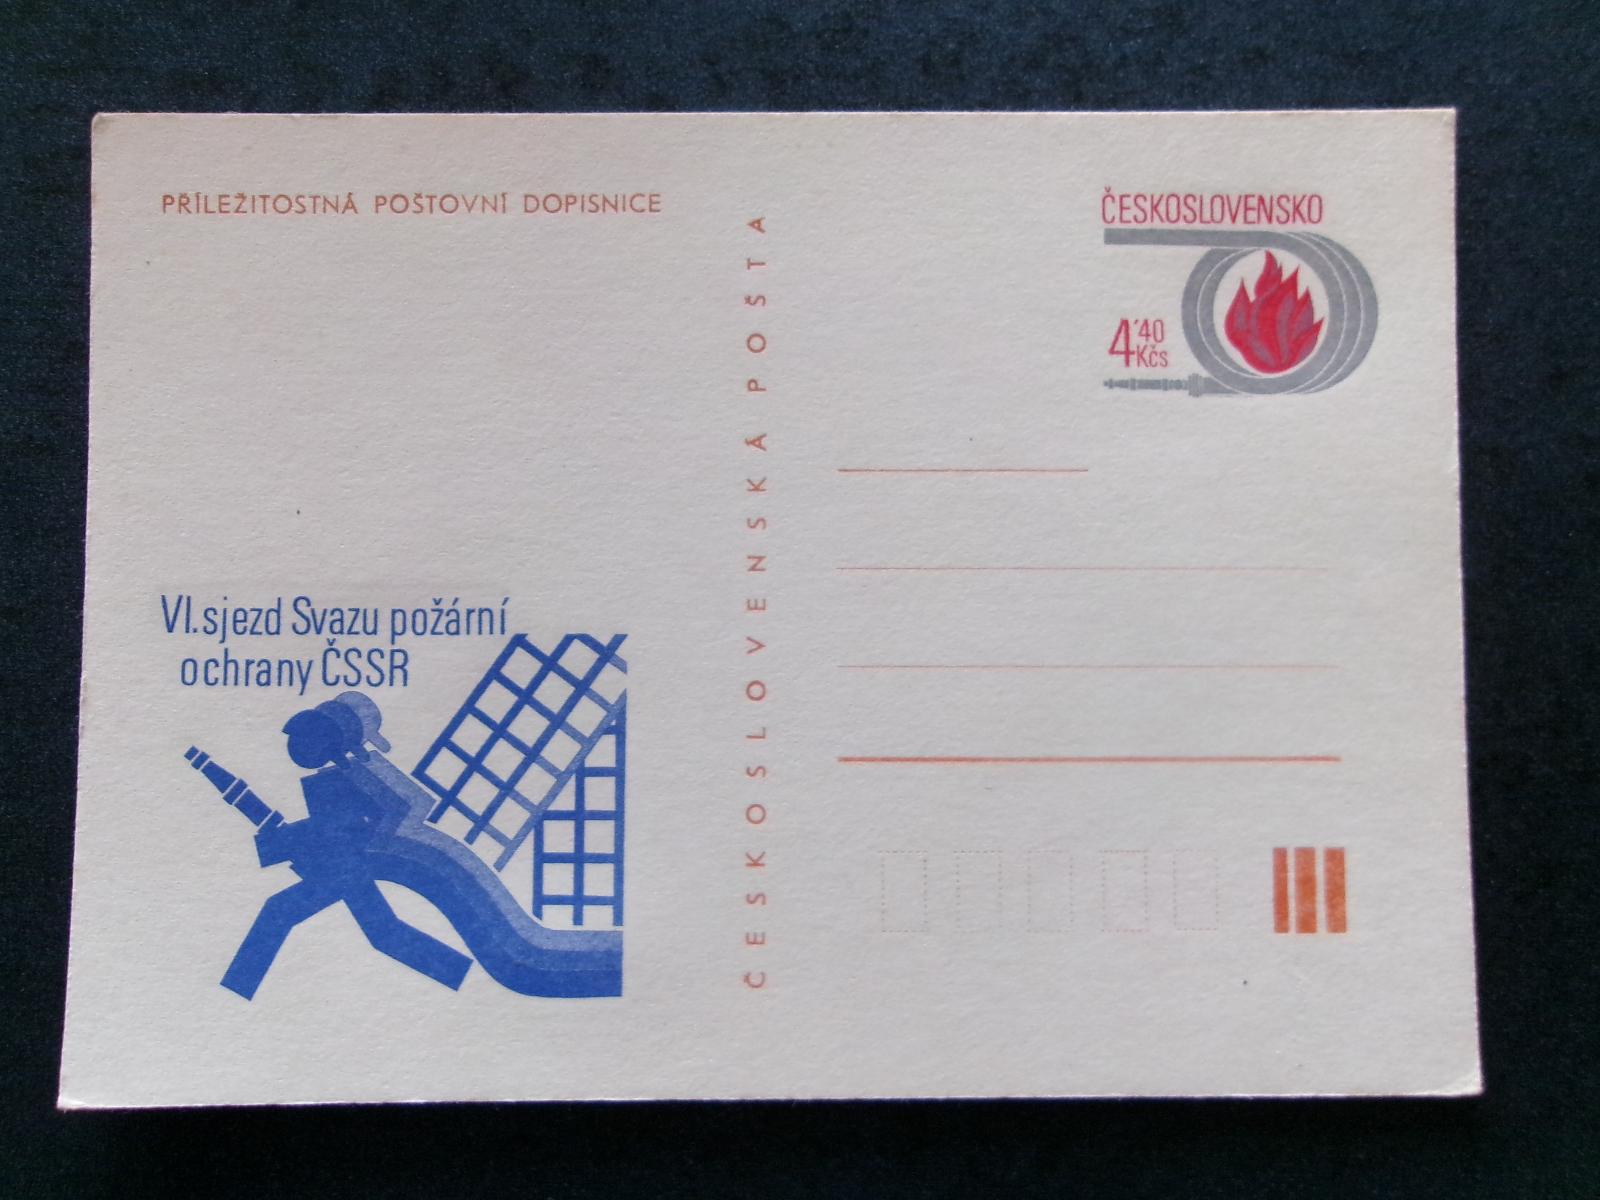 PŘÍLEŽITOSTNÁ POŠTOVNÍ DOPISNICE
VI. sjezd Svazu požární
ochrany ČSSR
ČESKOSLOVENSKÁ POŠTA
ČESKOSLOVENSKO
4'40
Kčs